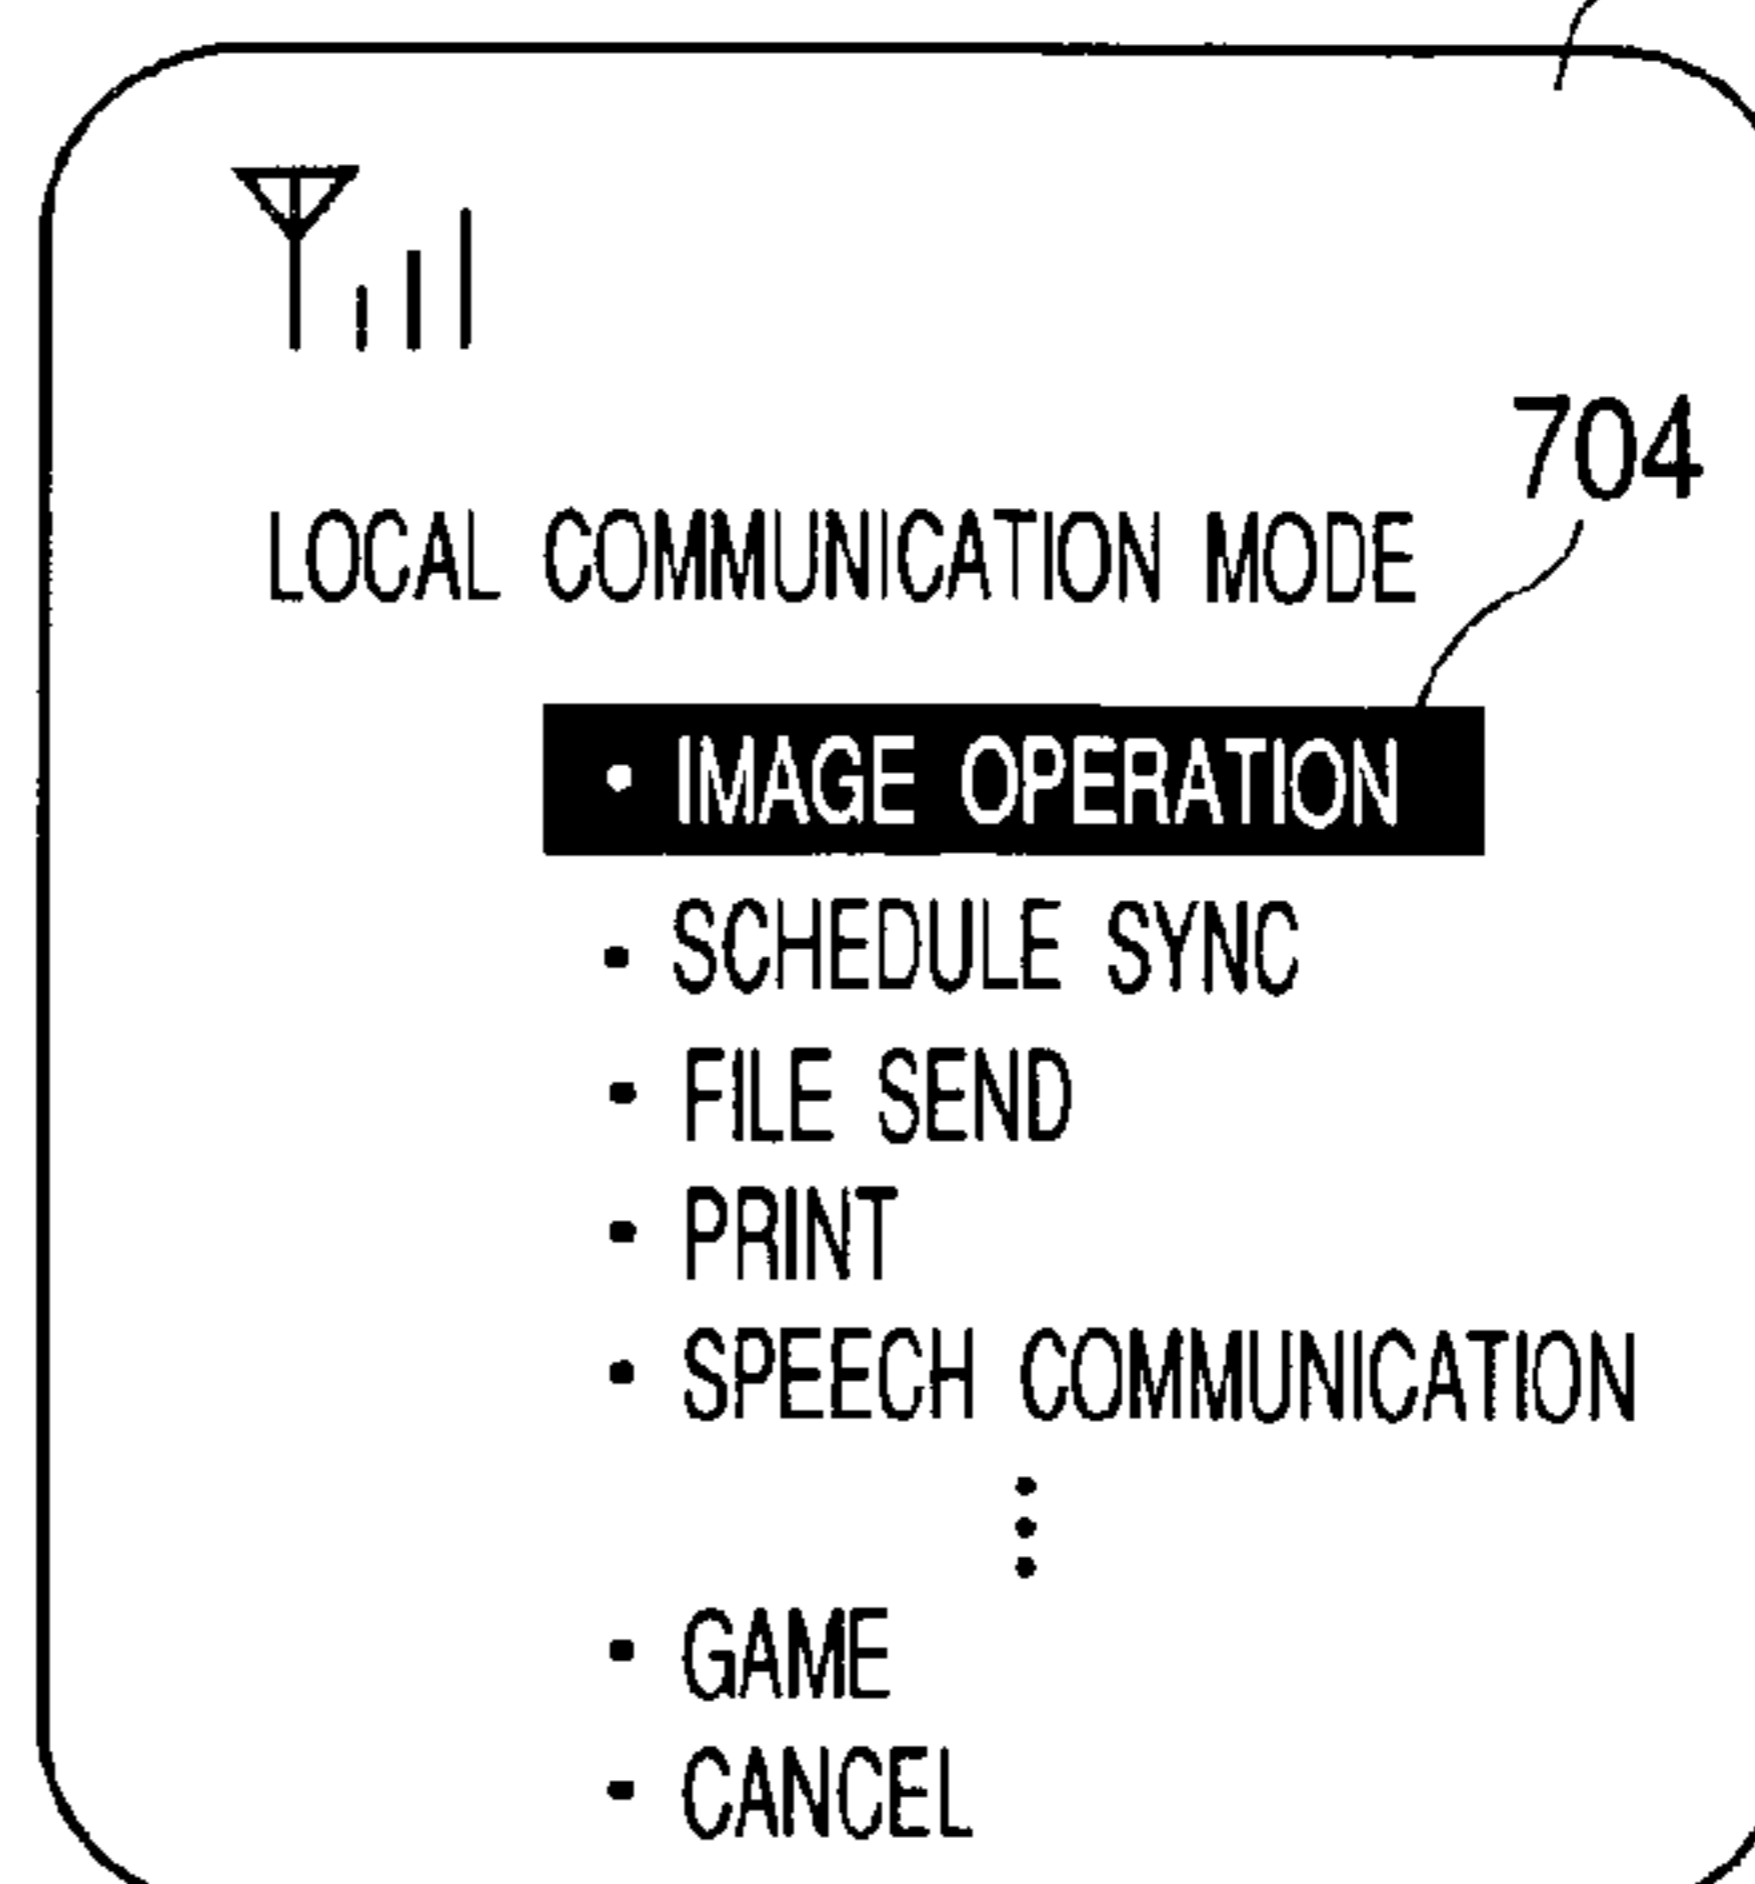 704
LOCAL COMMUNICATION MODE
• IMAGE OPERATION
• SCHEDULE SYNC
• FILE SEND
• PRINT
• SPEECH COMMUNICATION
⋮
• GAME
• CANCEL